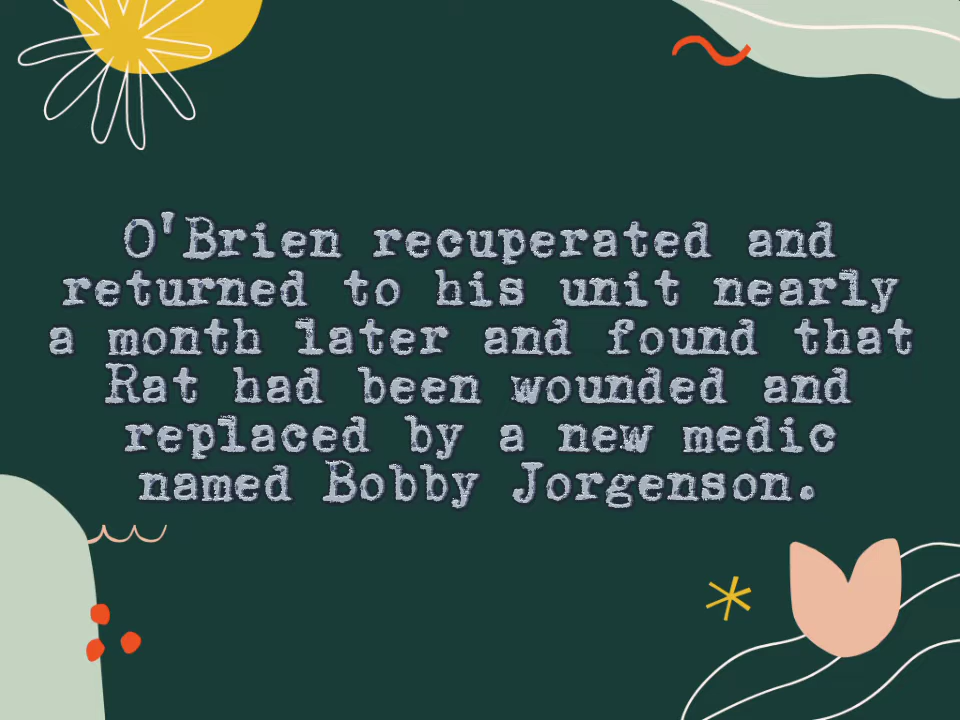 O'Brien recuperated and
returned to his unit nearly
a month later and found that
Rat had been wounded and
replaced by a new medic
named Bobby Jorgenson.